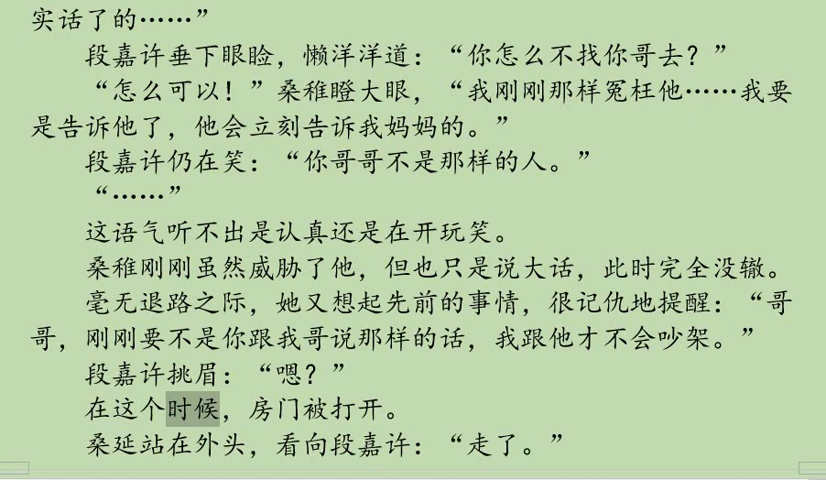 实话了的……”
段嘉许垂下眼睑，懒洋洋道：“你怎么不找你哥去？”
“怎么可以！”桑稚瞪大眼，“我刚刚那样冤枉他……我要
是告诉他了，他会立刻告诉我妈妈的。”
段嘉许仍在笑：“你哥哥不是那样的人。”
“……”
这语气听不出是认真还是在开玩笑。
桑稚刚刚虽然威胁了他，但也只是说大话，此时完全没辙。
毫无退路之际，她又想起先前的事情，很记仇地提醒：“哥
哥，刚刚要不是你跟我哥说那样的话，我跟他才不会吵架。”
段嘉许挑眉：“嗯？”
在这个时候，房门被打开。
桑延站在外头，看向段嘉许：“走了。”